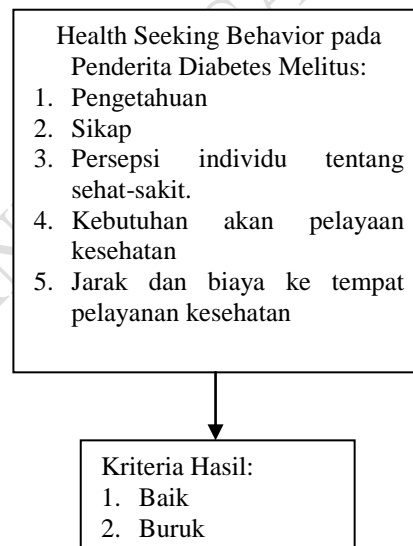 Health Seeking Behavior pada
Penderita Diabetes Melitus:
1. Pengetahuan
2. Sikap
3. Persepsi individu tentang
sehat-sakit.
4. Kebutuhan akan pelayaan
kesehatan
5. Jarak dan biaya ke tempat
pelayanan kesehatan
Kriteria Hasil:
1. Baik
2. Buruk